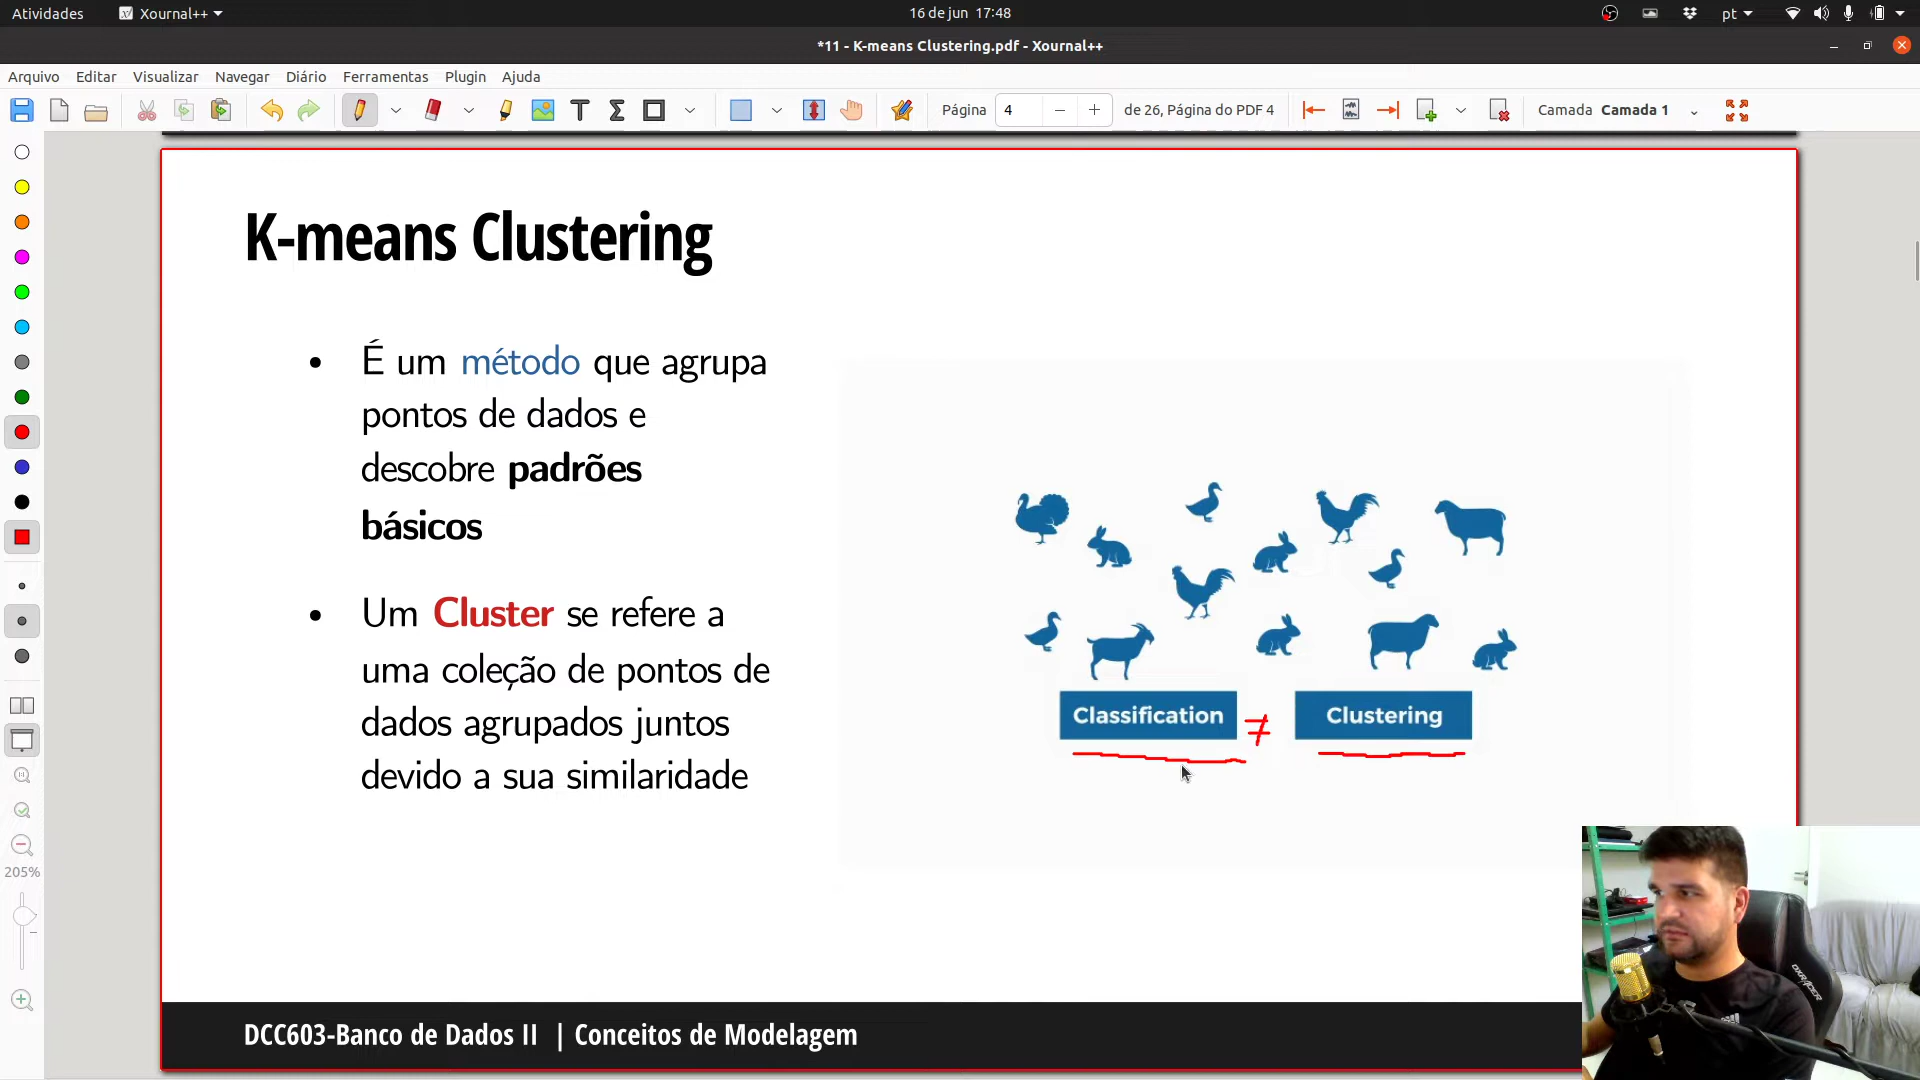 Atividades
Xournal++
16 de jun 17:48
pt
*11 - K-means Clustering.pdf - Xournal++
Arquivo Editar Visualizar Navegar Diário Ferramentas Plugin Ajuda
Página 4 de 26, Página do PDF 4 Camada Camada 1
K-means Clustering
• É um método que agrupa
pontos de dados e
descobre padrões
básicos
• Um Cluster se refere a
uma coleção de pontos de
dados agrupados juntos
devido a sua similaridade
Classification ≠ Clustering
205%
DCC603-Banco de Dados II | Conceitos de Modelagem
DXRACER